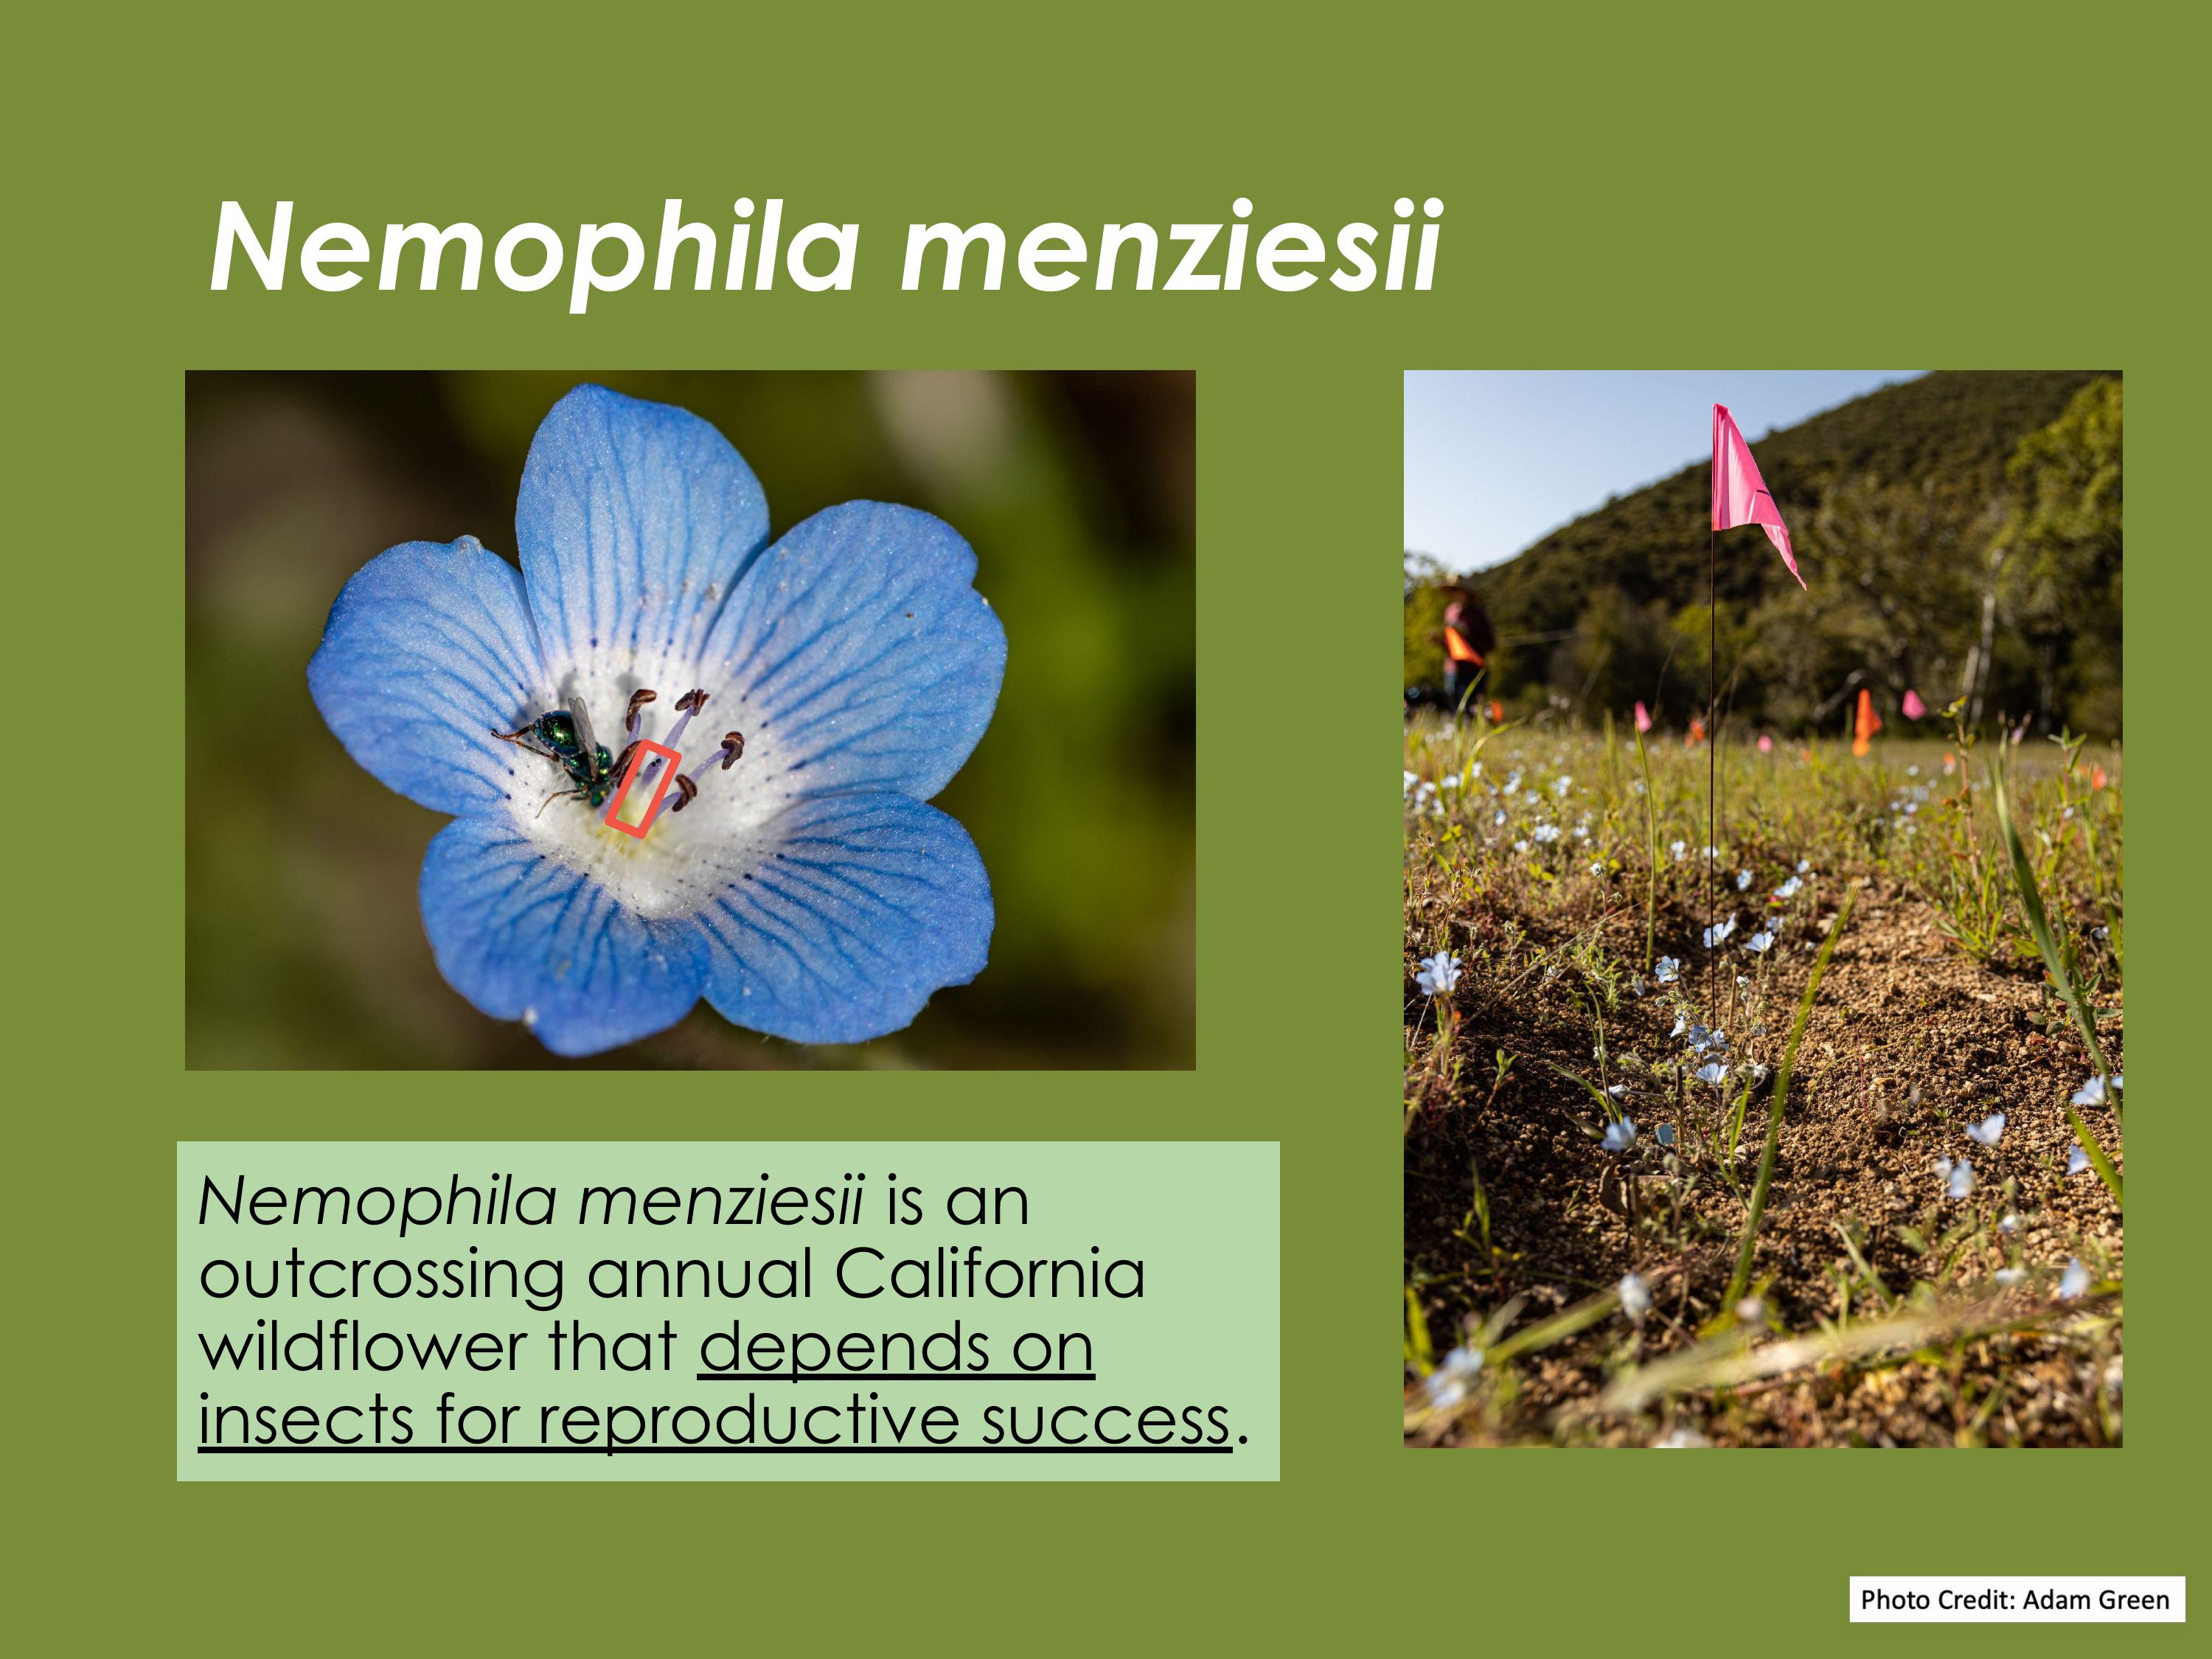 Nemophila menziesii
Nemophila menziesii is an
outcrossing annual California
wildflower that depends on
insects for reproductive success.
Photo Credit: Adam Green